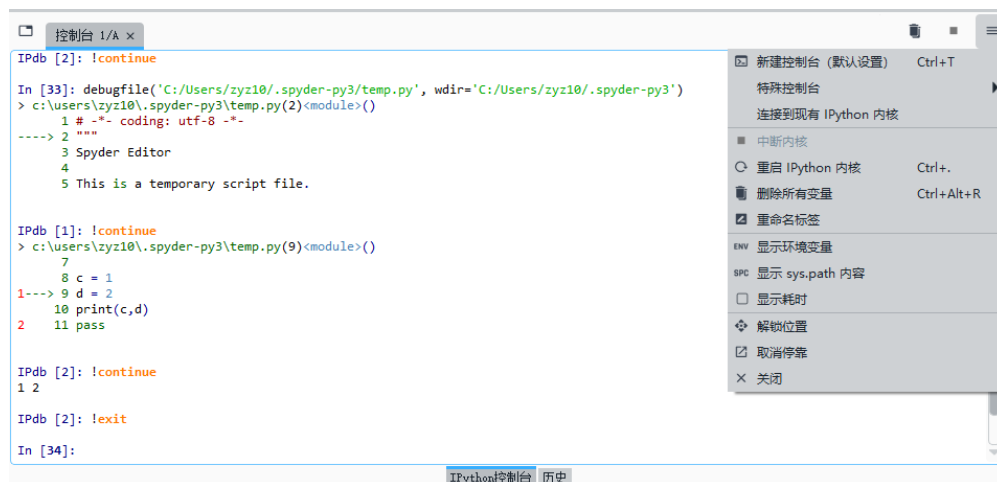 控制台 1/A ×
IPdb [2]: !continue
In [33]: debugfile('C:/Users/zyz10/.spyder-py3/temp.py', wdir='C:/Users/zyz10/.spyder-py3')
> c:\users\zyz10\.spyder-py3\temp.py(2)<module>()
      1 # -*- coding: utf-8 -*-
----> 2 """
      3 Spyder Editor
      4
      5 This is a temporary script file.
IPdb [1]: !continue
> c:\users\zyz10\.spyder-py3\temp.py(9)<module>()
      7
      8 c = 1
1---> 9 d = 2
     10 print(c,d)
2    11 pass
IPdb [2]: !continue
1 2
IPdb [2]: !exit
In [34]:
新建控制台 (默认设置) Ctrl+T
特殊控制台
连接到现有 IPython 内核
中断内核
重启 IPython 内核 Ctrl+.
删除所有变量 Ctrl+Alt+R
重命名标签
ENV 显示环境变量
SPC 显示 sys.path 内容
显示耗时
解锁位置
取消停靠
关闭
IPython控制台 历史